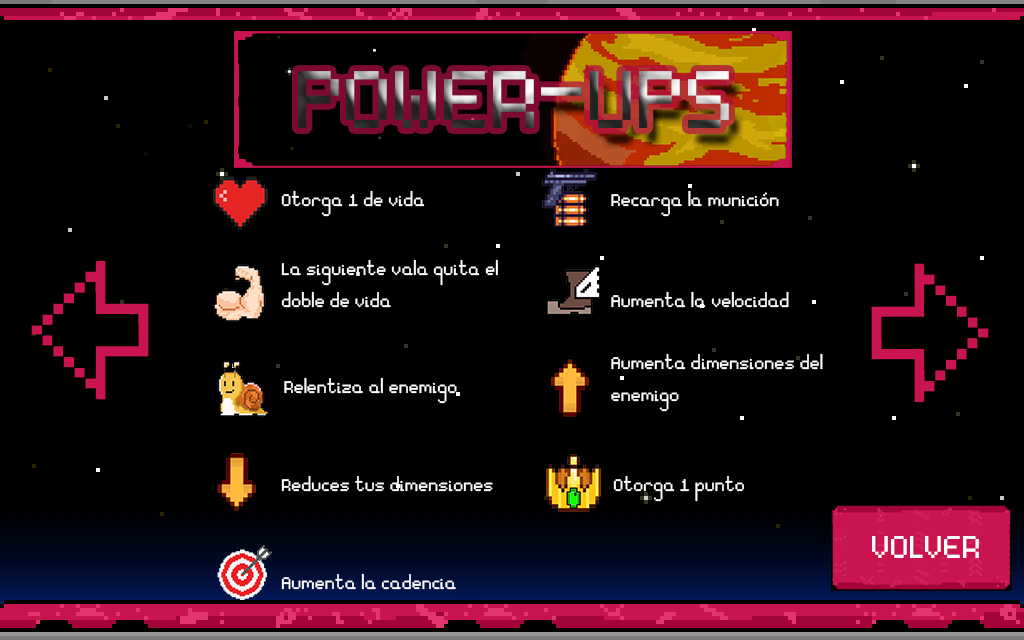 POWER-UPS
Otorga 1 de vida
Recarga la munición
La siguiente vala quita el
doble de vida
Aumenta la velocidad
Relentiza al enemigo
Aumenta dimensiones del
enemigo
Reduces tus dimensiones
Otorga 1 punto
Aumenta la cadencia
VOLVER